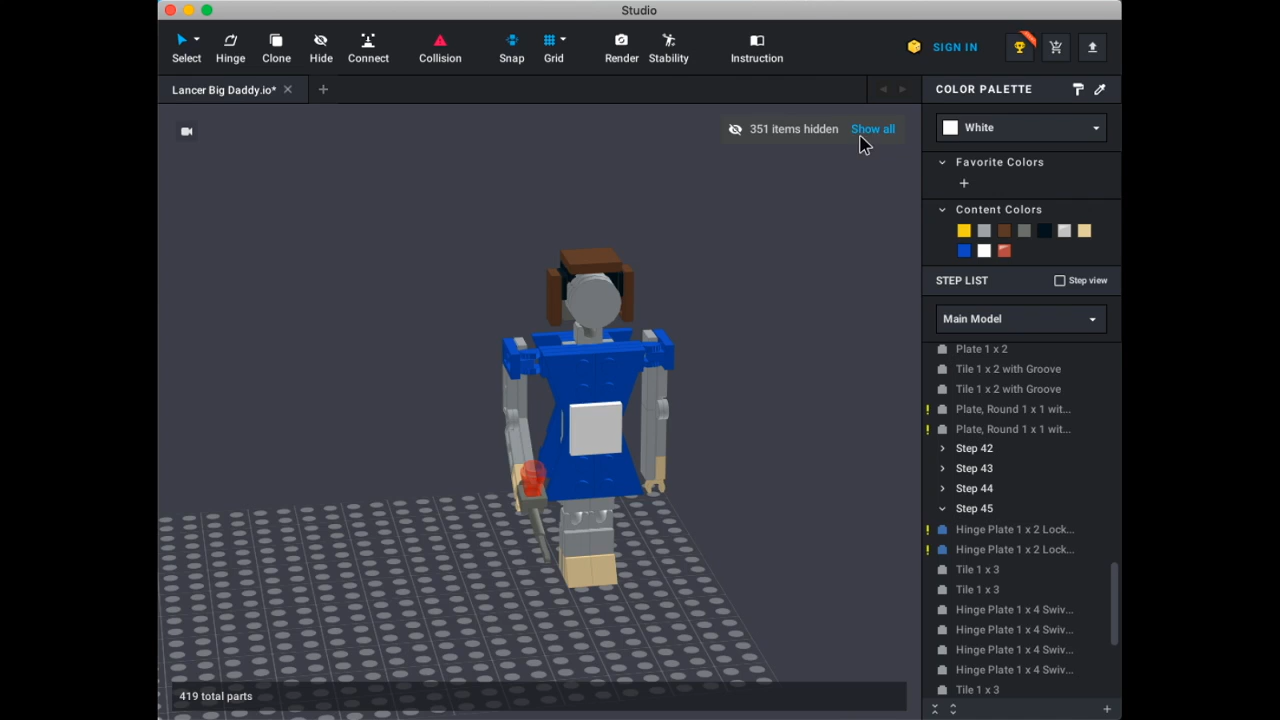 Studio
Select
Hinge
Clone
Hide
Connect
Collision
Snap
Grid
Render
Stability
Instruction
SIGN IN
Lancer Big Daddy.io*
COLOR PALETTE
351 items hidden Show all
White
Favorite Colors
Content Colors
STEP LIST
Step view
Main Model
Plate 1 x 2
Tile 1 x 2 with Groove
Tile 1 x 2 with Groove
Plate, Round 1 x 1 wit...
Plate, Round 1 x 1 wit...
Step 42
Step 43
Step 44
Step 45
Hinge Plate 1 x 2 Lock...
Hinge Plate 1 x 2 Lock...
Tile 1 x 3
Tile 1 x 3
Hinge Plate 1 x 4 Swiv...
Hinge Plate 1 x 4 Swiv...
Hinge Plate 1 x 4 Swiv...
Hinge Plate 1 x 4 Swiv...
Tile 1 x 3
419 total parts